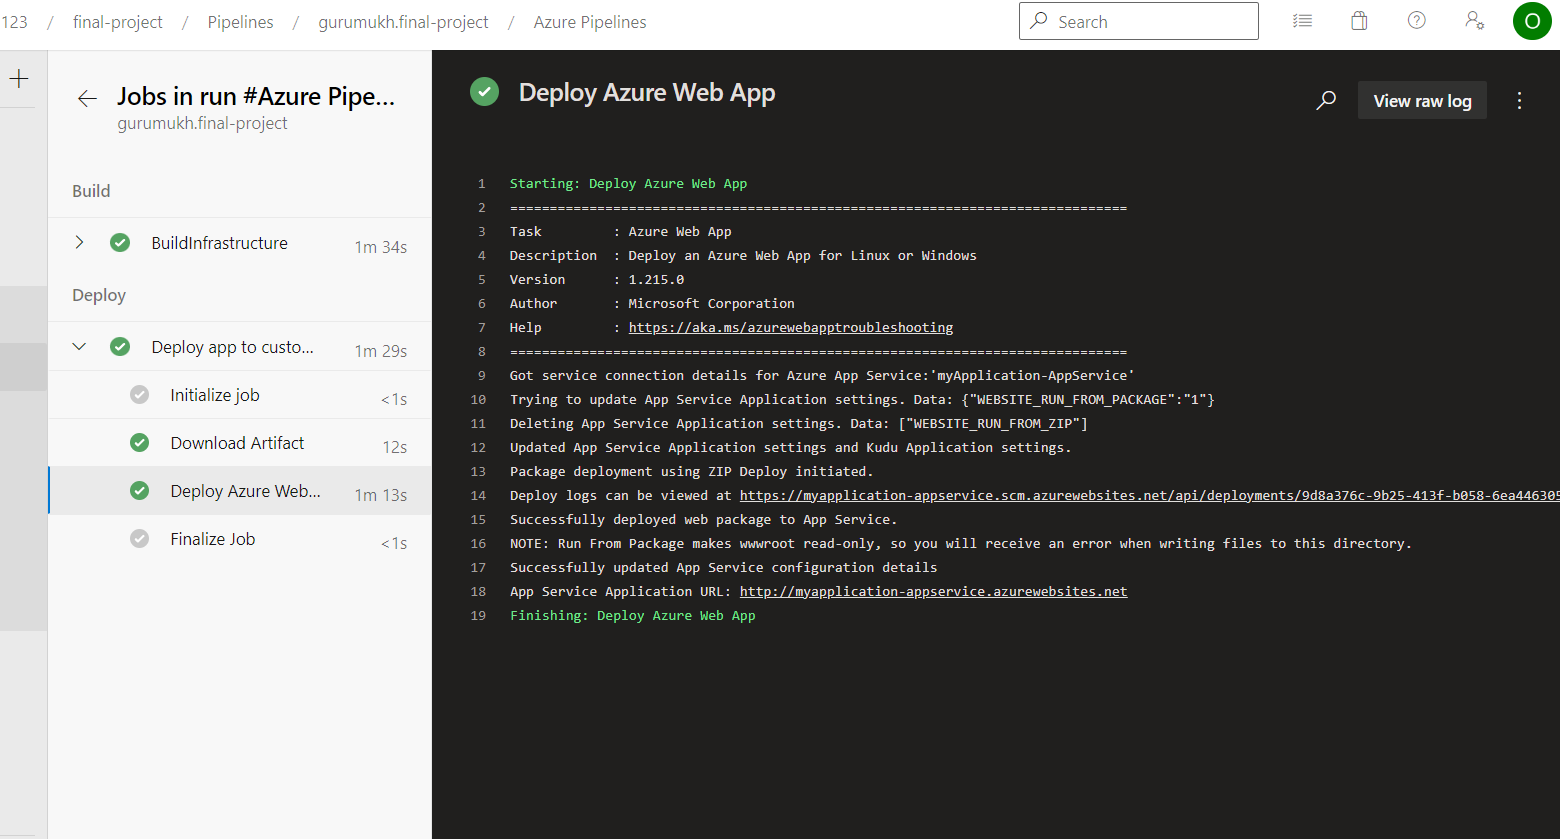 123 / final-project / Pipelines / gurumukh.final-project / Azure Pipelines
Search
O
Jobs in run #Azure Pipe...
gurumukh.final-project
Build
BuildInfrastructure 1m 34s
Deploy
Deploy app to custo... 1m 29s
Initialize job <1s
Download Artifact 12s
Deploy Azure Web... 1m 13s
Finalize Job <1s
Deploy Azure Web App
View raw log
1 Starting: Deploy Azure Web App
2 ==============================================================================
3 Task         : Azure Web App
4 Description  : Deploy an Azure Web App for Linux or Windows
5 Version      : 1.215.0
6 Author       : Microsoft Corporation
7 Help         : https://aka.ms/azurewebapptroubleshooting
8 ==============================================================================
9 Got service connection details for Azure App Service:'myApplication-AppService'
10 Trying to update App Service Application settings. Data: {"WEBSITE_RUN_FROM_PACKAGE":"1"}
11 Deleting App Service Application settings. Data: ["WEBSITE_RUN_FROM_ZIP"]
12 Updated App Service Application settings and Kudu Application settings.
13 Package deployment using ZIP Deploy initiated.
14 Deploy logs can be viewed at https://myapplication-appservice.scm.azurewebsites.net/api/deployments/9d8a376c-9b25-413f-b058-6ea446305
15 Successfully deployed web package to App Service.
16 NOTE: Run From Package makes wwwroot read-only, so you will receive an error when writing files to this directory.
17 Successfully updated App Service configuration details
18 App Service Application URL: http://myapplication-appservice.azurewebsites.net
19 Finishing: Deploy Azure Web App